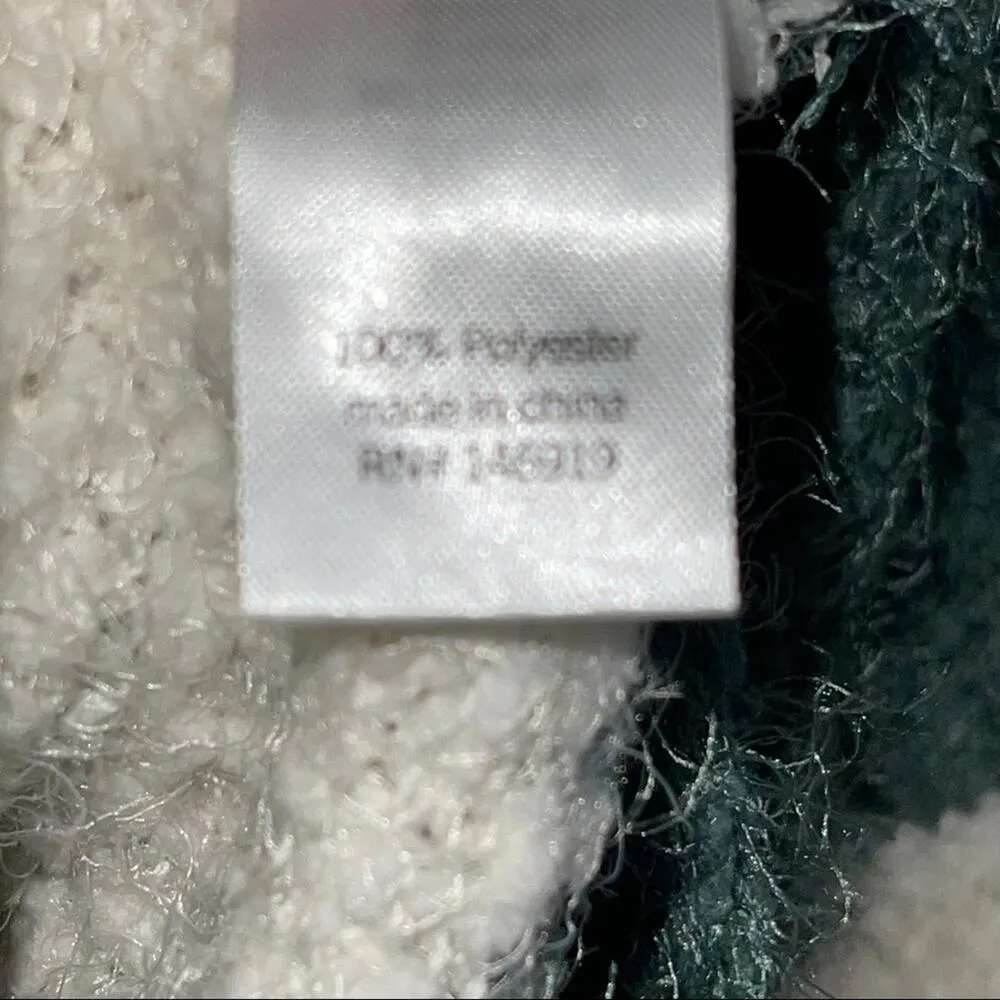 100% Polyester
made in china
RN# 146919